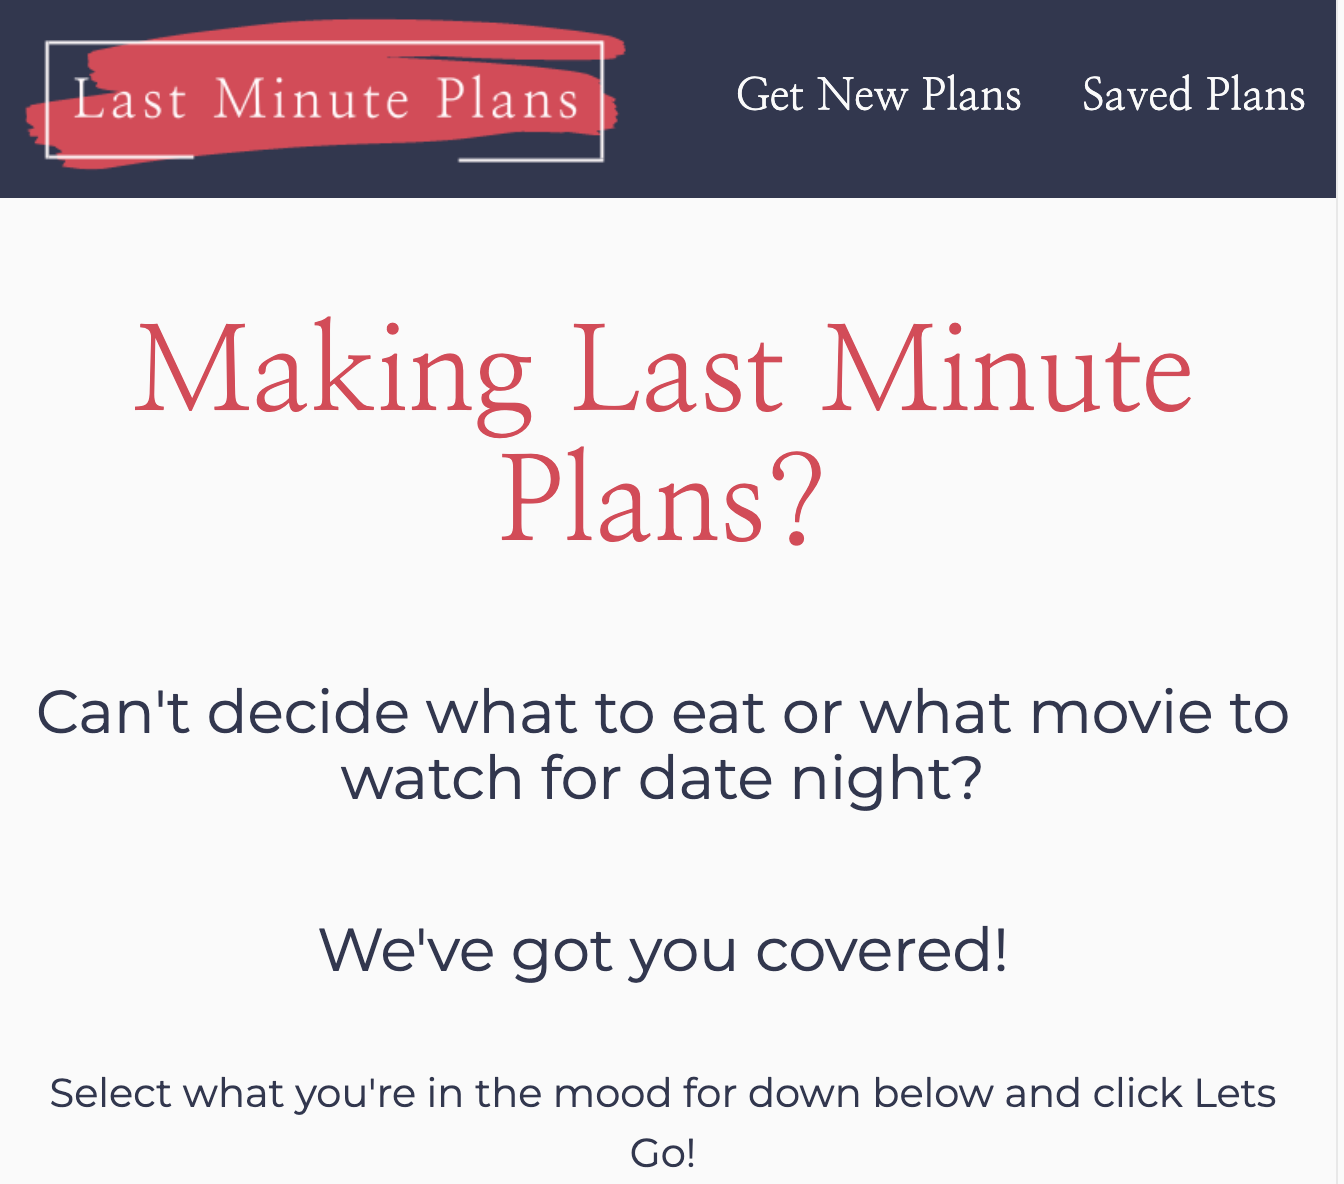 Last Minute Plans
Get New Plans
Saved Plans
Making Last Minute
Plans?
Can't decide what to eat or what movie to
watch for date night?
We've got you covered!
Select what you're in the mood for down below and click Lets
Go!